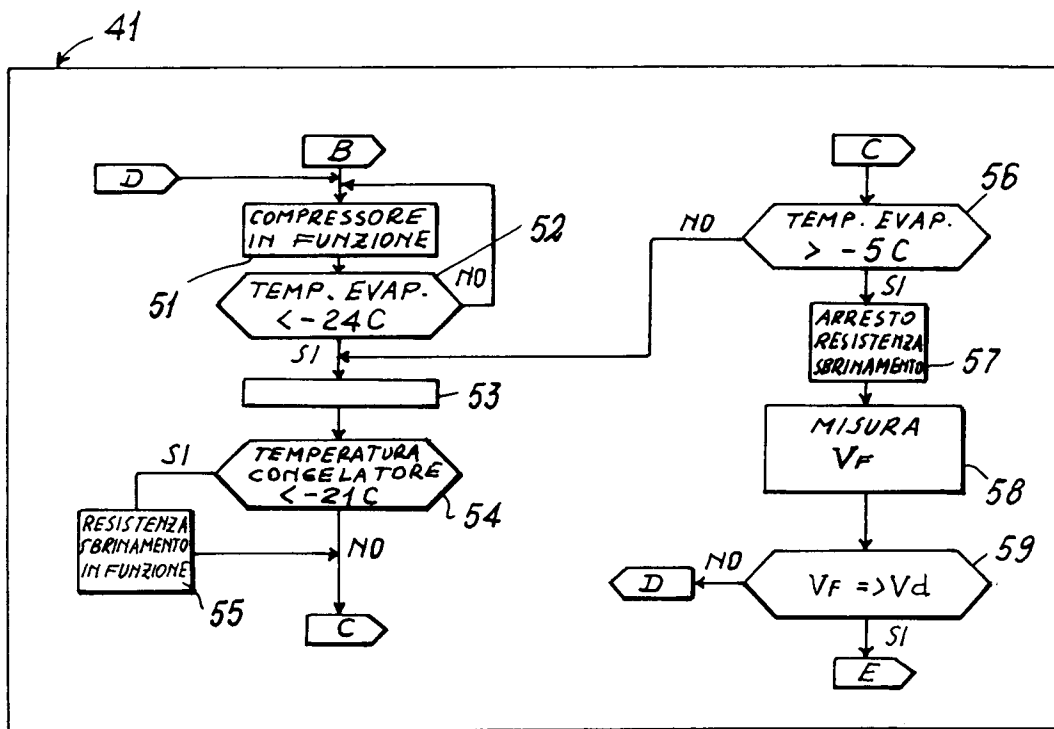 41
B
D
COMPRESSORE
IN FUNZIONE
51
52
TEMP. EVAP.
<-24C
NO
SI
53
SI
TEMPERATURA
CONGELATORE
<-21C
54
RESISTENZA
SBRINAMENTO
IN FUNZIONE
55
NO
C
C
56
TEMP. EVAP.
> -5C
NO
SI
ARRESTO
RESISTENZA
SBRINAMENTO
57
MISURA
VF
58
59
VF =>Vd
NO
D
SI
E